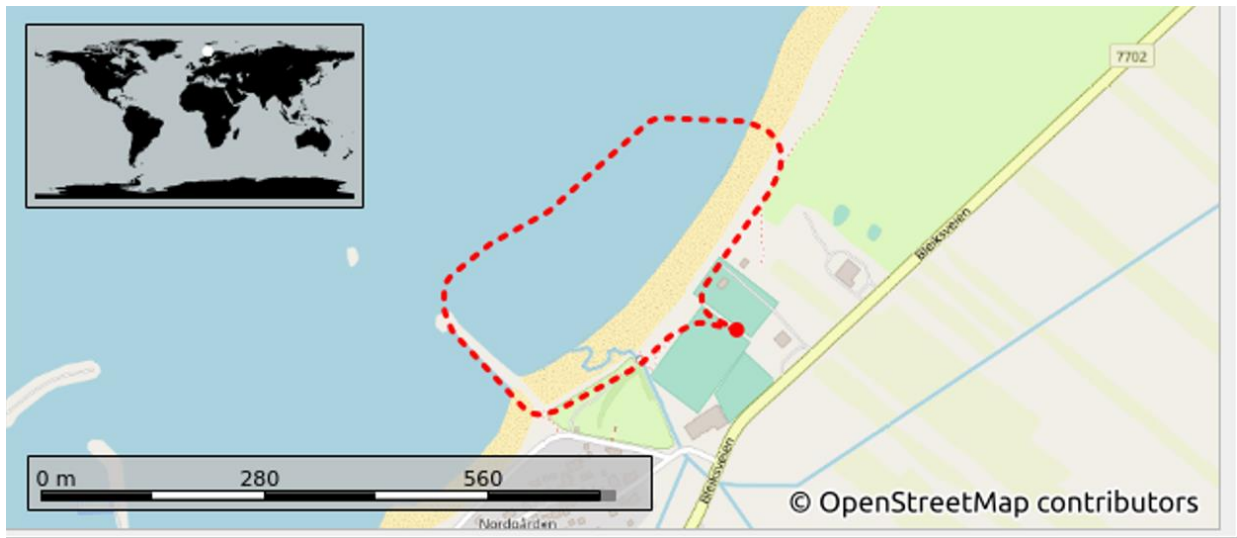 7702
Bleiksveien
0 m 280 560
Bleiksveien
© OpenStreetMap contributors
Nordgården